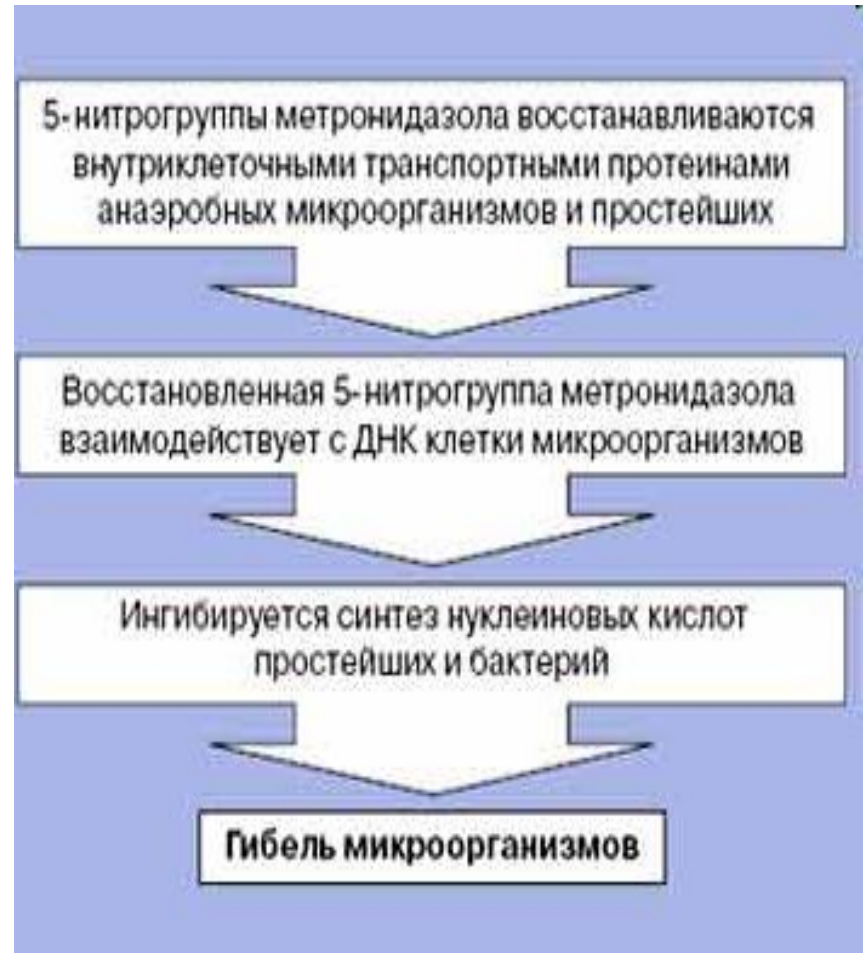 5-нитрогруппы метронидазола восстанавливаются
внутриклеточными транспортными протеинами
анаэробных микроорганизмов и простейших
Восстановленная 5-нитрогруппа метронидазола
взаимодействует с ДНК клетки микроорганизмов
Ингибируется синтез нуклеиновых кислот
простейших и бактерий
Гибель микроорганизмов